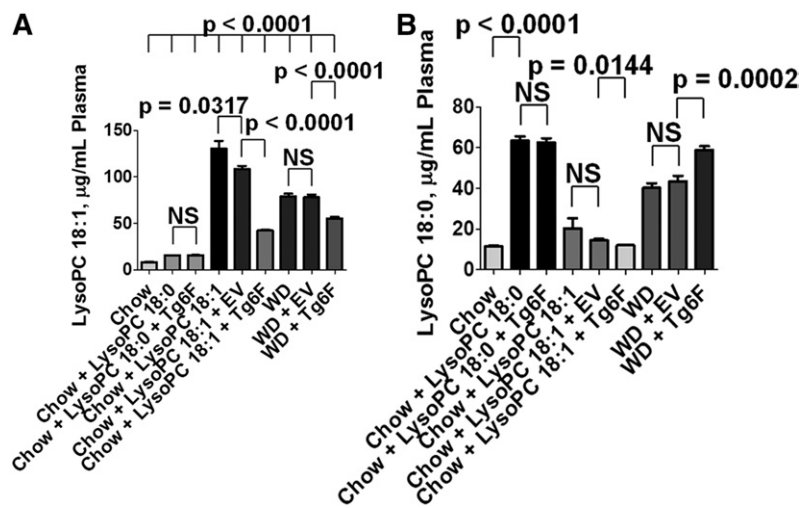 A
p < 0.0001
p < 0.0001
p = 0.0317
p < 0.0001
NS
NS
LysoPC 18:1, µg/mL Plasma
150
100
50
0
Chow
Chow + LysoPC 18:0
Chow + LysoPC 18:0 + Tg6F
Chow + LysoPC 18:1
Chow + LysoPC 18:1 + EV
Chow + LysoPC 18:1 + Tg6F
WD
WD + EV
WD + Tg6F
B
p < 0.0001
p = 0.0144
p = 0.0002
NS
NS
NS
LysoPC 18:0, µg/mL Plasma
80
60
40
20
0
Chow
Chow + LysoPC 18:0
Chow + LysoPC 18:0 + Tg6F
Chow + LysoPC 18:1
Chow + LysoPC 18:1 + EV
Chow + LysoPC 18:1 + Tg6F
WD
WD + EV
WD + Tg6F